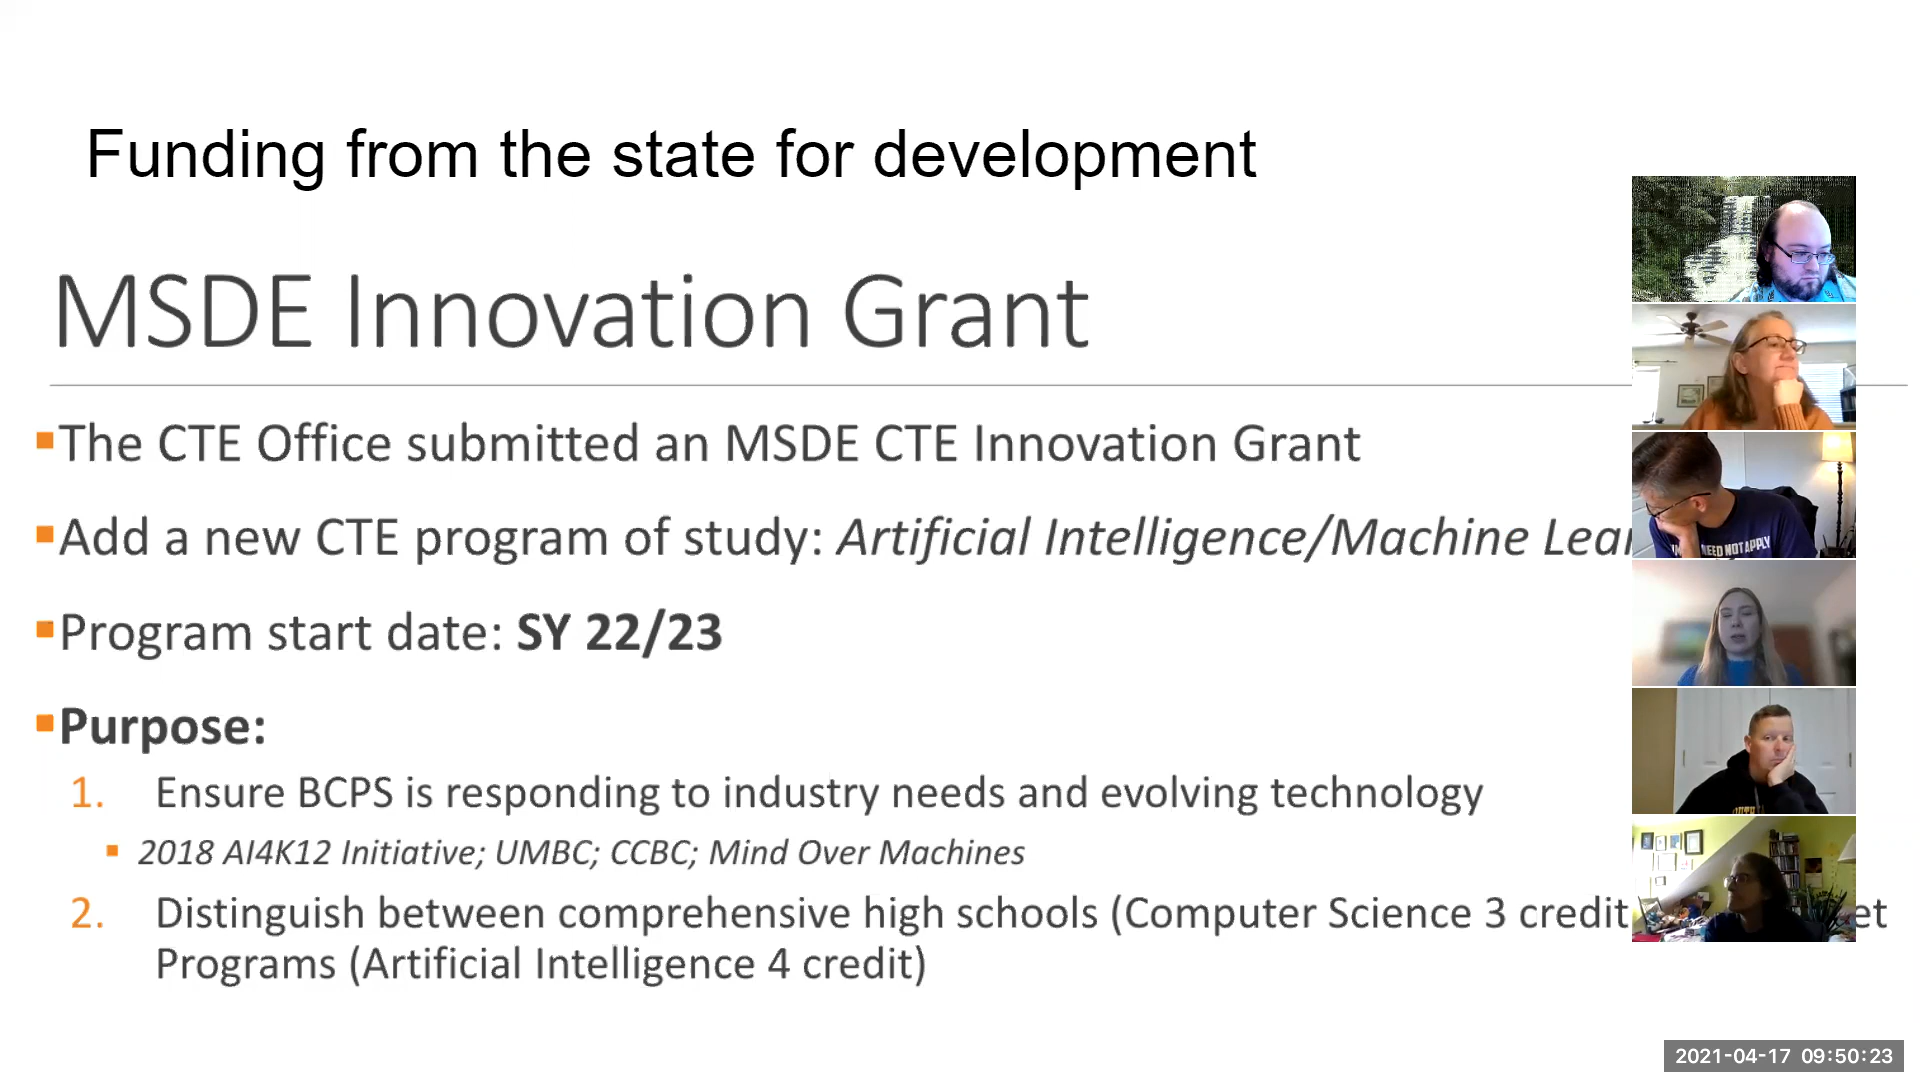 Funding from the state for development
MSDE Innovation Grant
▪The CTE Office submitted an MSDE CTE Innovation Grant
▪Add a new CTE program of study: Artificial Intelligence/Machine
▪Program start date: SY 22/23
▪Purpose:
1. Ensure BCPS is responding to industry needs and evolving technology
▪ 2018 AI4K12 Initiative; UMBC; CCBC; Mind Over Machines
2. Distinguish between comprehensive high schools (Computer Science 3 credit
Programs (Artificial Intelligence 4 credit)
NEED NOT APPLY
2021-04-17 09:50:23